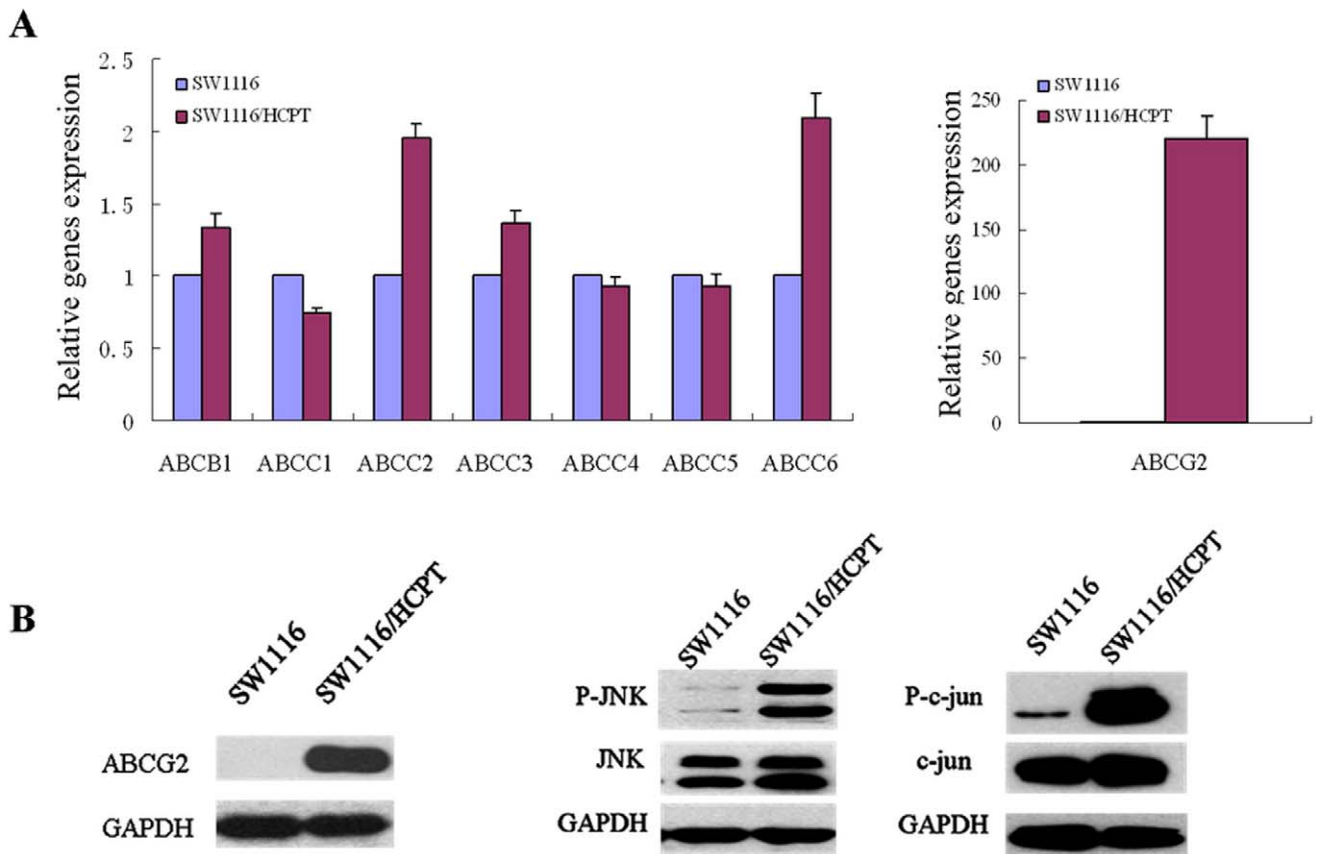 A
Relative genes expression
2.5
2
1.5
1
0.5
0
SW1116
SW1116/HCPT
ABCB1 ABCC1 ABCC2 ABCC3 ABCC4 ABCC5 ABCC6
Relative genes expression
250
200
150
100
50
0
SW1116
SW1116/HCPT
ABCG2
B
SW1116
SW1116/HCPT
ABCG2
GAPDH
SW1116
SW1116/HCPT
P-JNK
JNK
GAPDH
SW1116
SW1116/HCPT
P-c-jun
c-jun
GAPDH